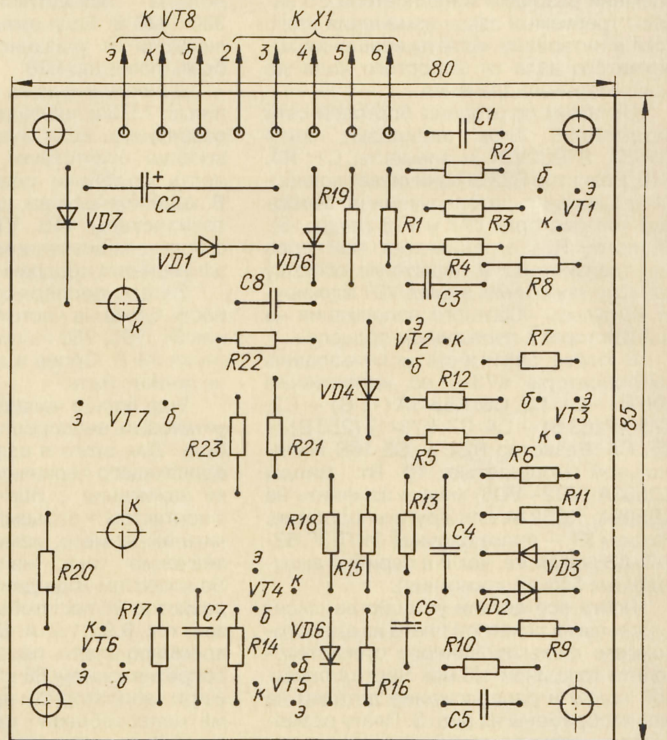 К VT8 К X1
э к б 2 3 4 5 6
80
C1
R2
C2 +
R19
б э
VD7
R1
R3
VT1
VD1
VD6
R4
к
R8
C8
C3
к
R22
э
VT2 к
R7
VD4
б
R12
э VT7 б
б э
VT3
R23
R21
R5
к
85
R6
к
R18
R13
C4
R11
R15
VD3
R20
э
VT4 к
VD2
R17
C7
б
VD6
C6
R9
к
VT6
R14
R10
э б
б
VT5
R16
к
э
C5